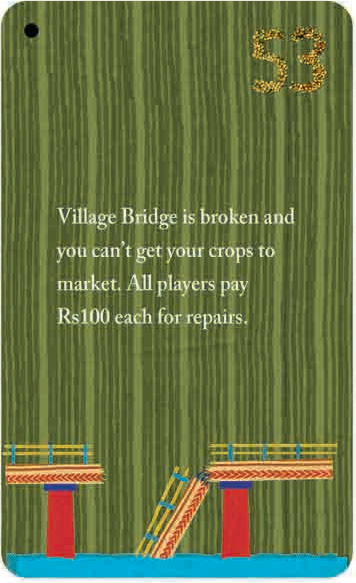 53
Village Bridge is broken and
you can't get your crops to
market. All players pay
Rs100 each for repairs.